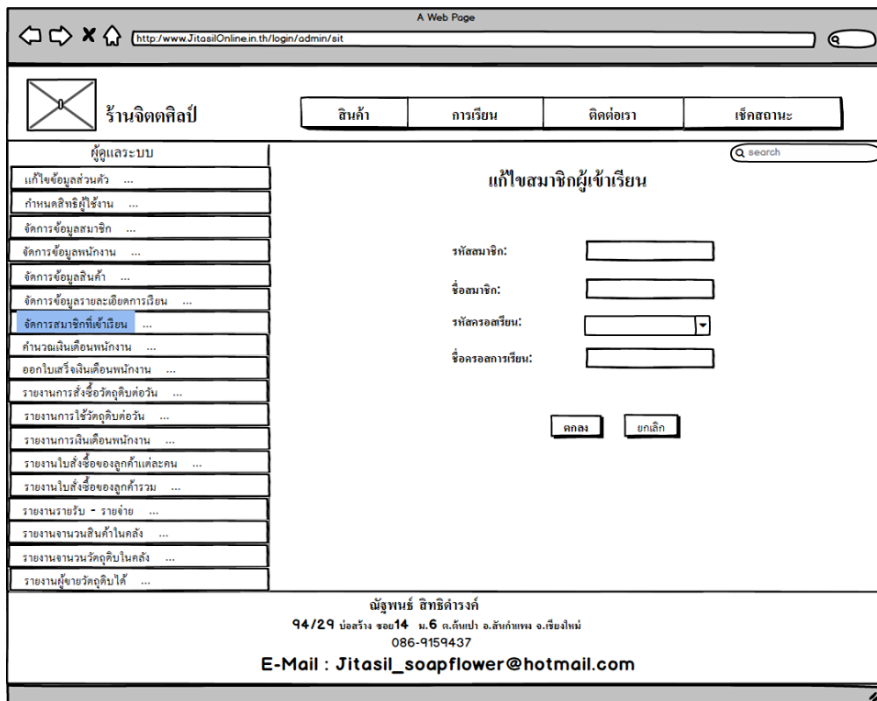 A Web Page
http:/www.JitasilOnline.in.th/login/admin/sit
ร้านจิตตศิลป์
สินค้า การเรียน ติดต่อเรา เช็คสถานะ
ผู้ดูแลระบบ
search
แก้ไขข้อมูลส่วนตัว ...
กำหนดสิทธิผู้ใช้งาน ...
จัดการข้อมูลสมาชิก ...
จัดการข้อมูลพนักงาน ...
จัดการข้อมูลสินค้า ...
จัดการข้อมูลรายละเอียดการเรียน ...
จัดการสมาชิกที่เข้าเรียน ...
คำนวณเงินเดือนพนักงาน ...
ออกใบเสร็จเงินเดือนพนักงาน ...
รายงานการสั่งซื้อวัตถุดิบต่อวัน ...
รายงานการใช้วัตถุดิบต่อวัน ...
รายงานการเงินเดือนพนักงาน ...
รายงานใบสั่งซื้อของลูกค้าแต่ละคน ...
รายงานใบสั่งซื้อของลูกค้ารวม ...
รายงานรายรับ - รายจ่าย ...
รายงานจำนวนสินค้าในคลัง ...
รายงานจำนวนวัตถุดิบในคลัง ...
รายงานผู้ขายวัตถุดิบได้ ...
แก้ไขสมาชิกผู้เข้าเรียน
รหัสสมาชิก:
ชื่อสมาชิก:
รหัสครอสเรียน:
ชื่อครอสการเรียน:
ตกลง ยกเลิก
ณัฐพนธ์ สิทธิดำรงค์
94/29 บ่อสร้าง ซอย14 ม.6 ต.ต้นเปา อ.สันกำแพง จ.เชียงใหม่
086-9159437
E-Mail : Jitasil_soapflower@hotmail.com